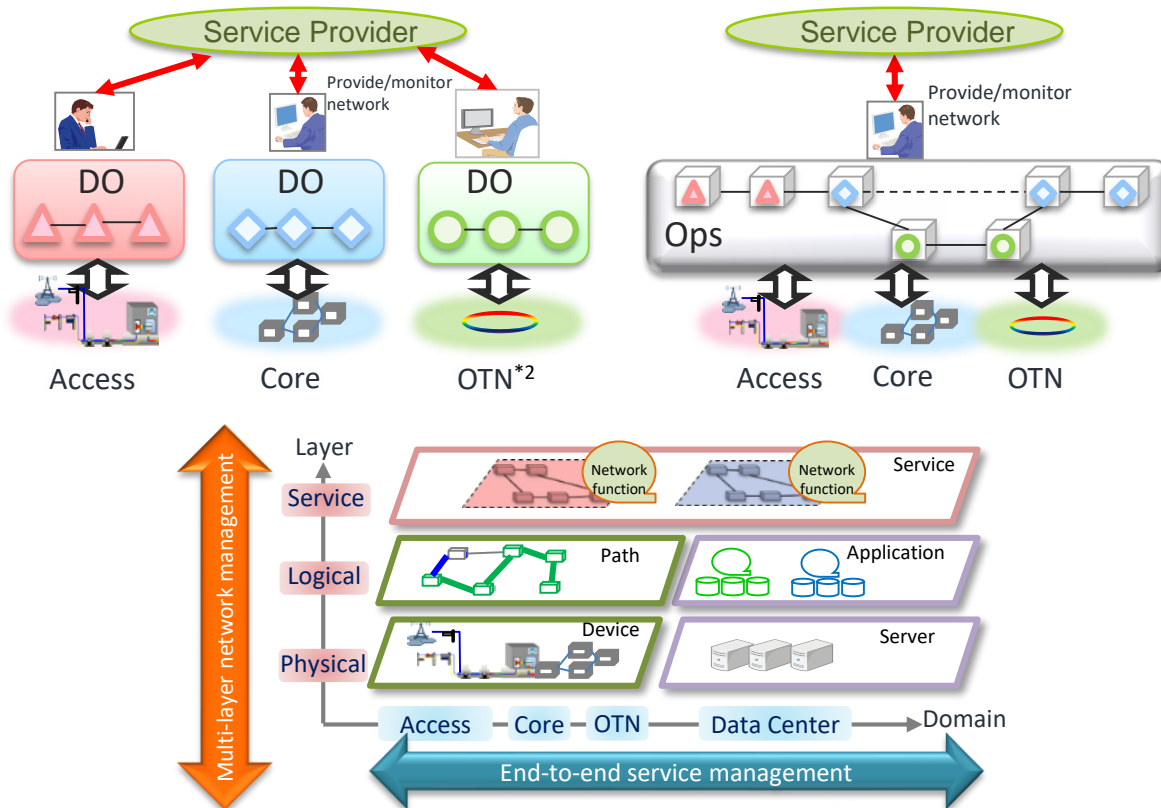 Service Provider
Provide/monitor
network
DO
DO
DO
Access
Core
OTN*2
Service Provider
Provide/monitor
network
Ops
Access
Core
OTN
Multi-layer network management
Layer
Service
Logical
Physical
Network
function
Network
function
Service
Path
Application
Device
Server
Access
Core
OTN
Data Center
Domain
End-to-end service management